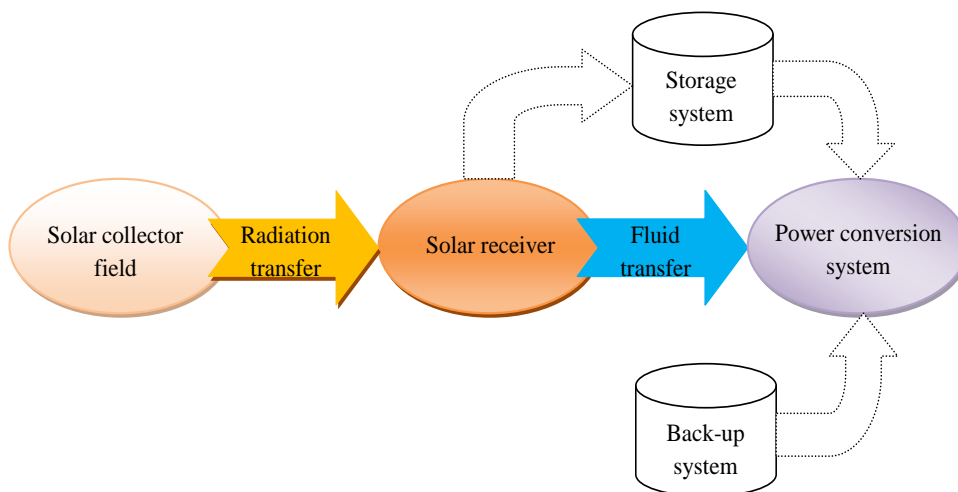 Storage
system
Solar collector
field
Radiation
transfer
Solar receiver
Fluid
transfer
Power conversion
system
Back-up
system